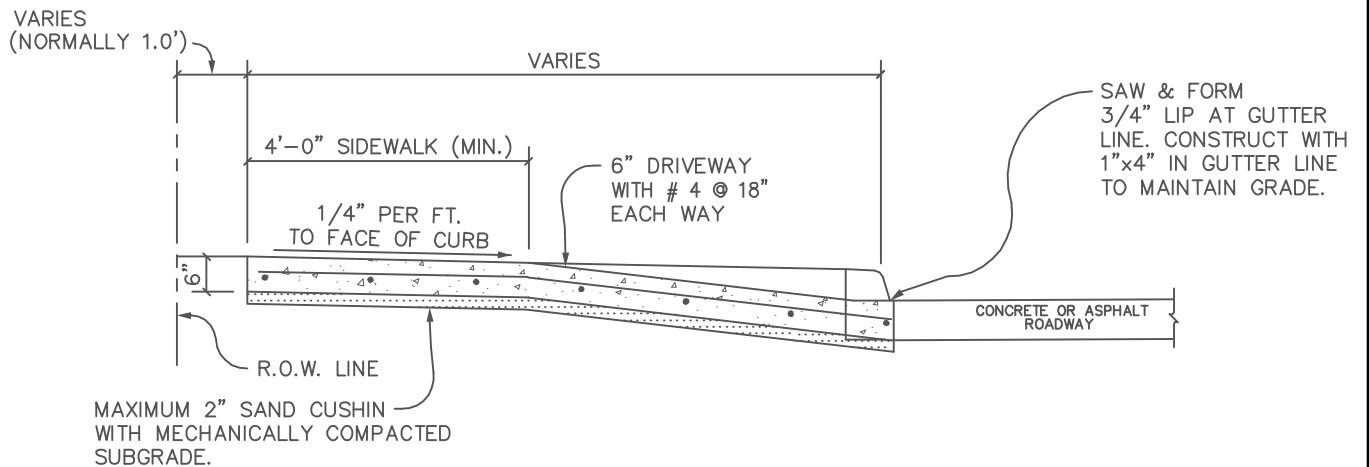 VARIES
(NORMALLY 1.0')
VARIES
SAW & FORM
3/4" LIP AT GUTTER
LINE. CONSTRUCT WITH
1"x4" IN GUTTER LINE
TO MAINTAIN GRADE.
4'-0" SIDEWALK (MIN.)
6" DRIVEWAY
WITH # 4 @ 18"
EACH WAY
1/4" PER FT.
TO FACE OF CURB
6"
CONCRETE OR ASPHALT
ROADWAY
R.O.W. LINE
MAXIMUM 2" SAND CUSHIN
WITH MECHANICALLY COMPACTED
SUBGRADE.